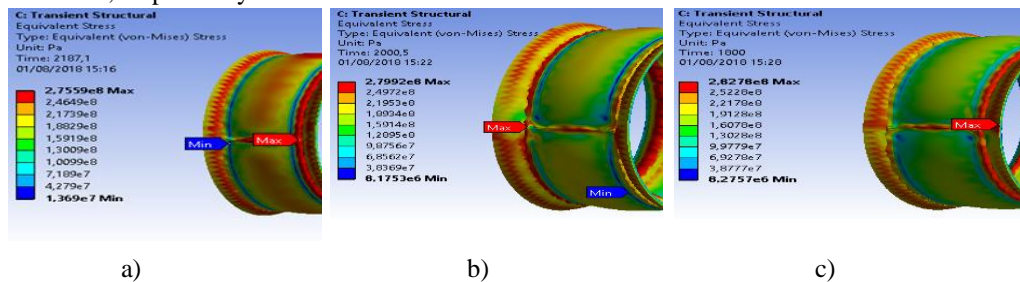 C: Transient Structural
Equivalent Stress
Type: Equivalent (von-Mises) Stress
Unit: Pa
Time: 2187,1
01/08/2018 15:16
2,7559e8 Max
2,4649e8
2,1739e8
1,8829e8
1,5919e8
1,3009e8
1,0099e8
7,189e7
4,279e7
1,369e7 Min
Min
Max
C: Transient Structural
Equivalent Stress
Type: Equivalent (von-Mises) Stress
Unit: Pa
Time: 2000,5
01/08/2018 15:22
2,7992e8 Max
2,4972e8
2,1953e8
1,8934e8
1,5914e8
1,2895e8
9,8756e7
6,8562e7
3,8369e7
8,1753e6 Min
Max
Min
C: Transient Structural
Equivalent Stress
Type: Equivalent (von-Mises) Stress
Unit: Pa
Time: 1800
01/08/2018 15:28
2,8278e8 Max
2,5228e8
2,2178e8
1,9128e8
1,6078e8
1,3028e8
9,9779e7
6,9278e7
3,8777e7
8,2757e6 Min
Max
a)
b)
c)